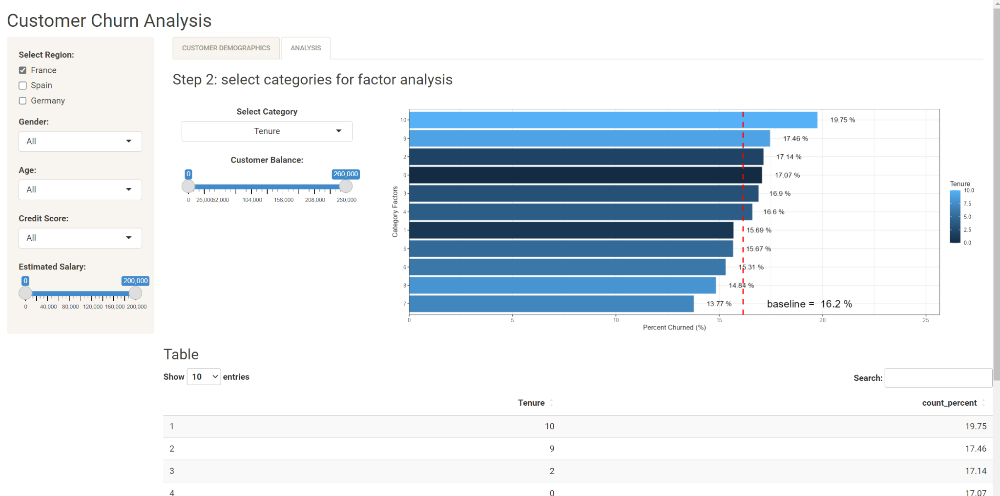 Customer Churn Analysis
Select Region:
France
Spain
Germany
Gender:
All
Age:
All
Credit Score:
All
Estimated Salary:
0 200,000
0 40,000 80,000 120,000 160,000 200,000
CUSTOMER DEMOGRAPHICS ANALYSIS
Step 2: select categories for factor analysis
Select Category
Tenure
Customer Balance:
0 260,000
0 26,000 52,000 104,000 156,000 208,000 260,000
Category Factors
10 19.75 %
9 17.46 %
2 17.14 %
0 17.07 %
3 16.9 %
4 16.6 %
1 15.69 %
5 15.67 %
6 15.31 %
8 14.84 %
7 13.77 % baseline = 16.2 %
0 5 10 15 20 25
Percent Churned (%)
Tenure
10.0
7.5
5.0
2.5
0.0
Table
Show 10 entries
Search:
Tenure count_percent
1 10 19.75
2 9 17.46
3 2 17.14
4 0 17.07